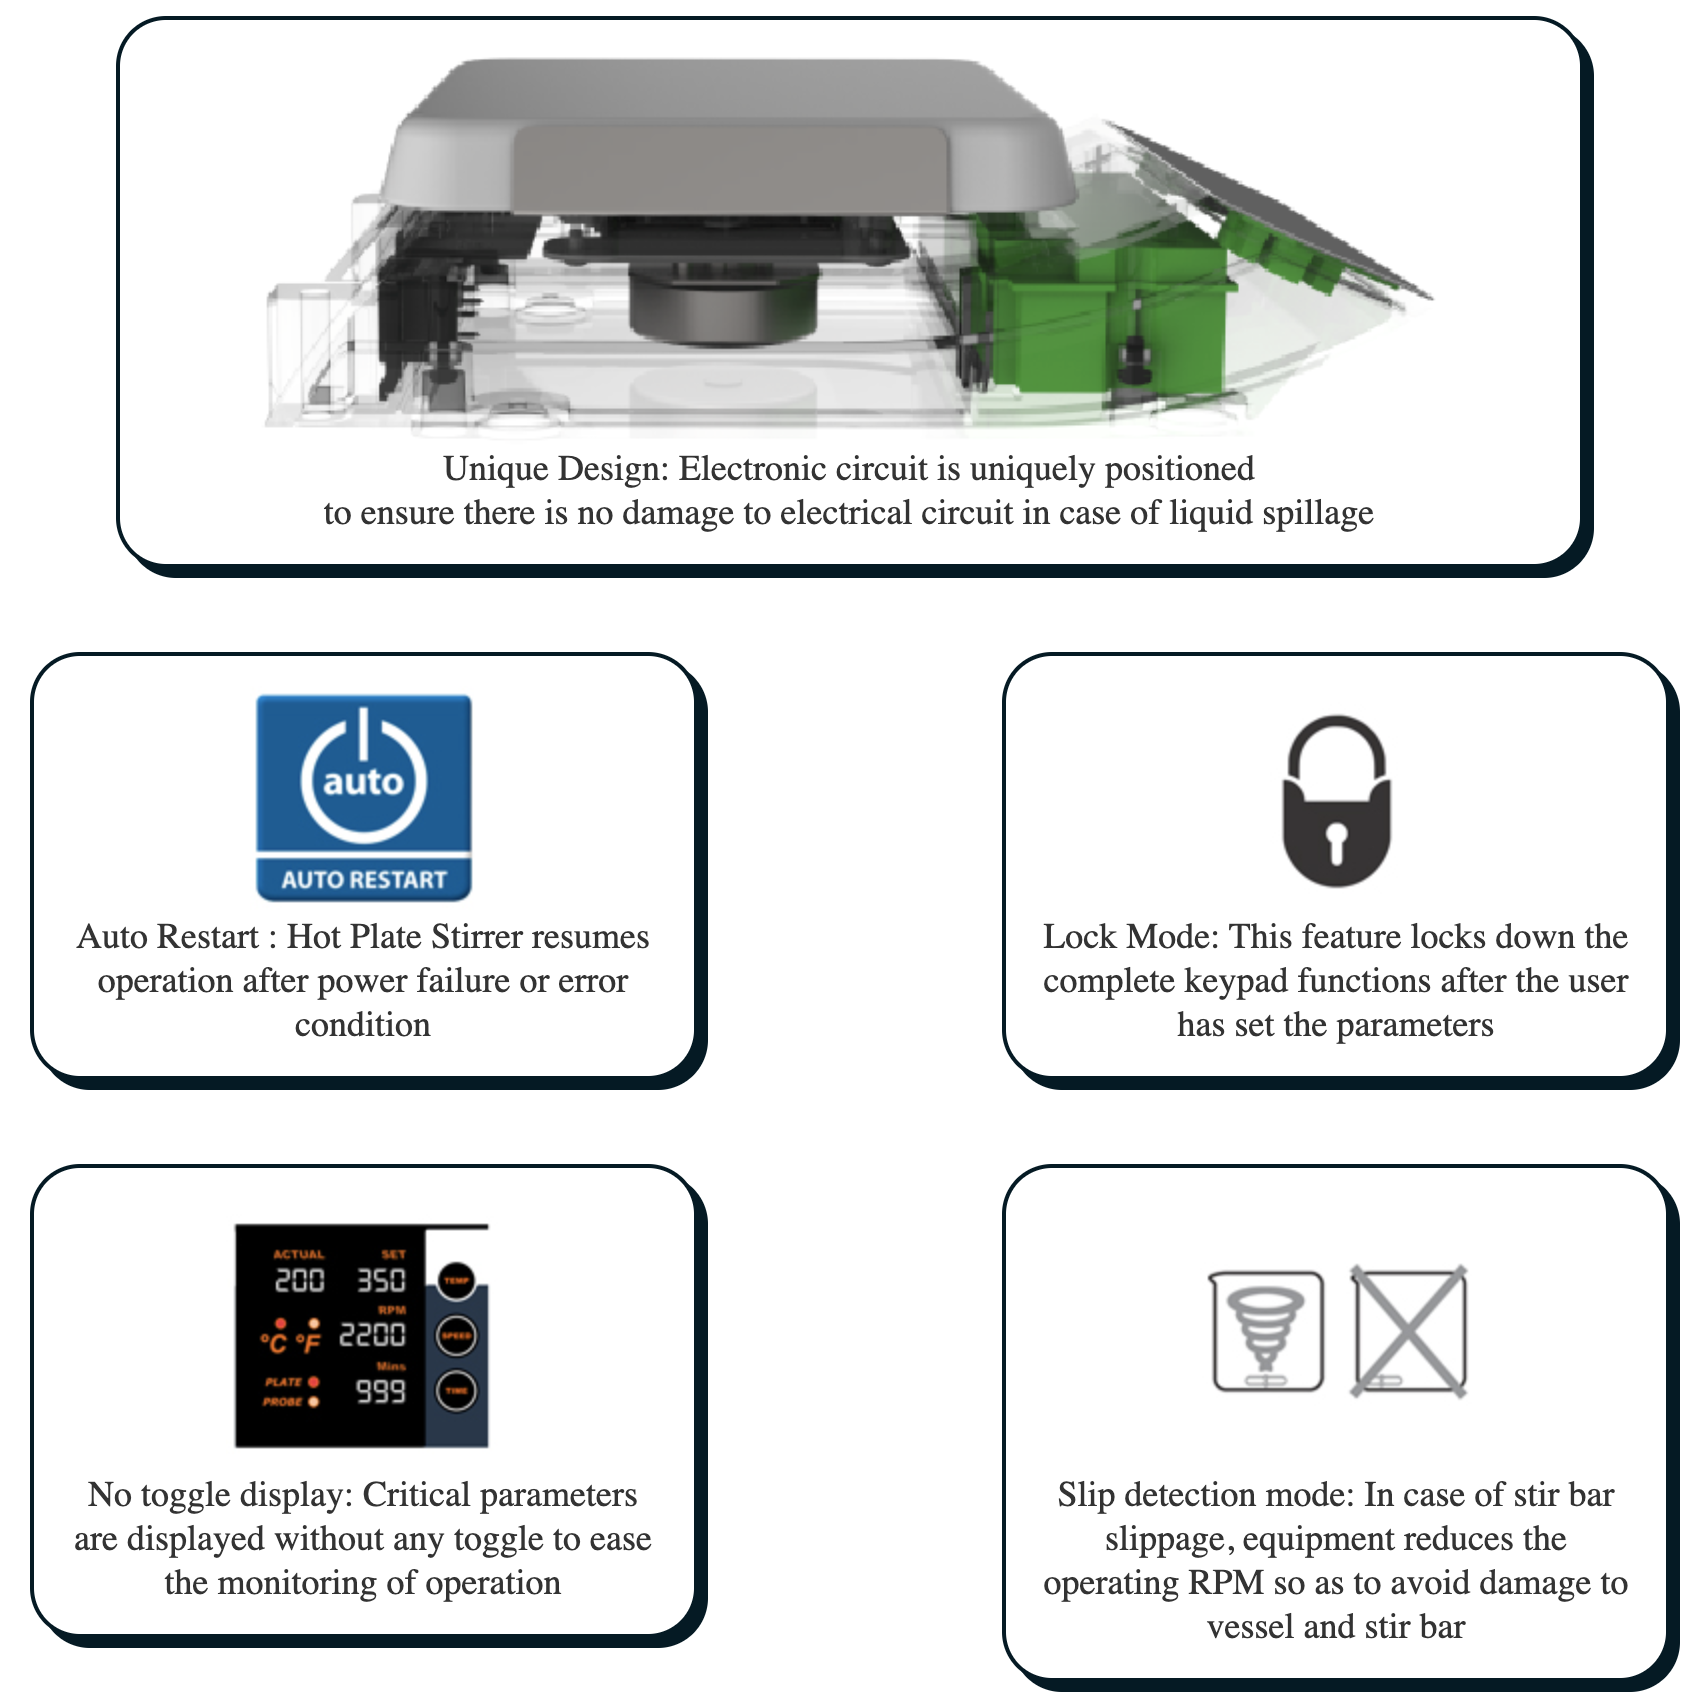 Unique Design: Electronic circuit is uniquely positioned
to ensure there is no damage to electrical circuit in case of liquid spillage
auto
AUTO RESTART
Auto Restart : Hot Plate Stirrer resumes
operation after power failure or error
condition
Lock Mode: This feature locks down the
complete keypad functions after the user
has set the parameters
ACTUAL SET
200 350
TEMP
RPM
°C °F 2200
SPEED
Mins
PLATE 999
PROBE
TIME
No toggle display: Critical parameters
are displayed without any toggle to ease
the monitoring of operation
Slip detection mode: In case of stir bar
slippage, equipment reduces the
operating RPM so as to avoid damage to
vessel and stir bar